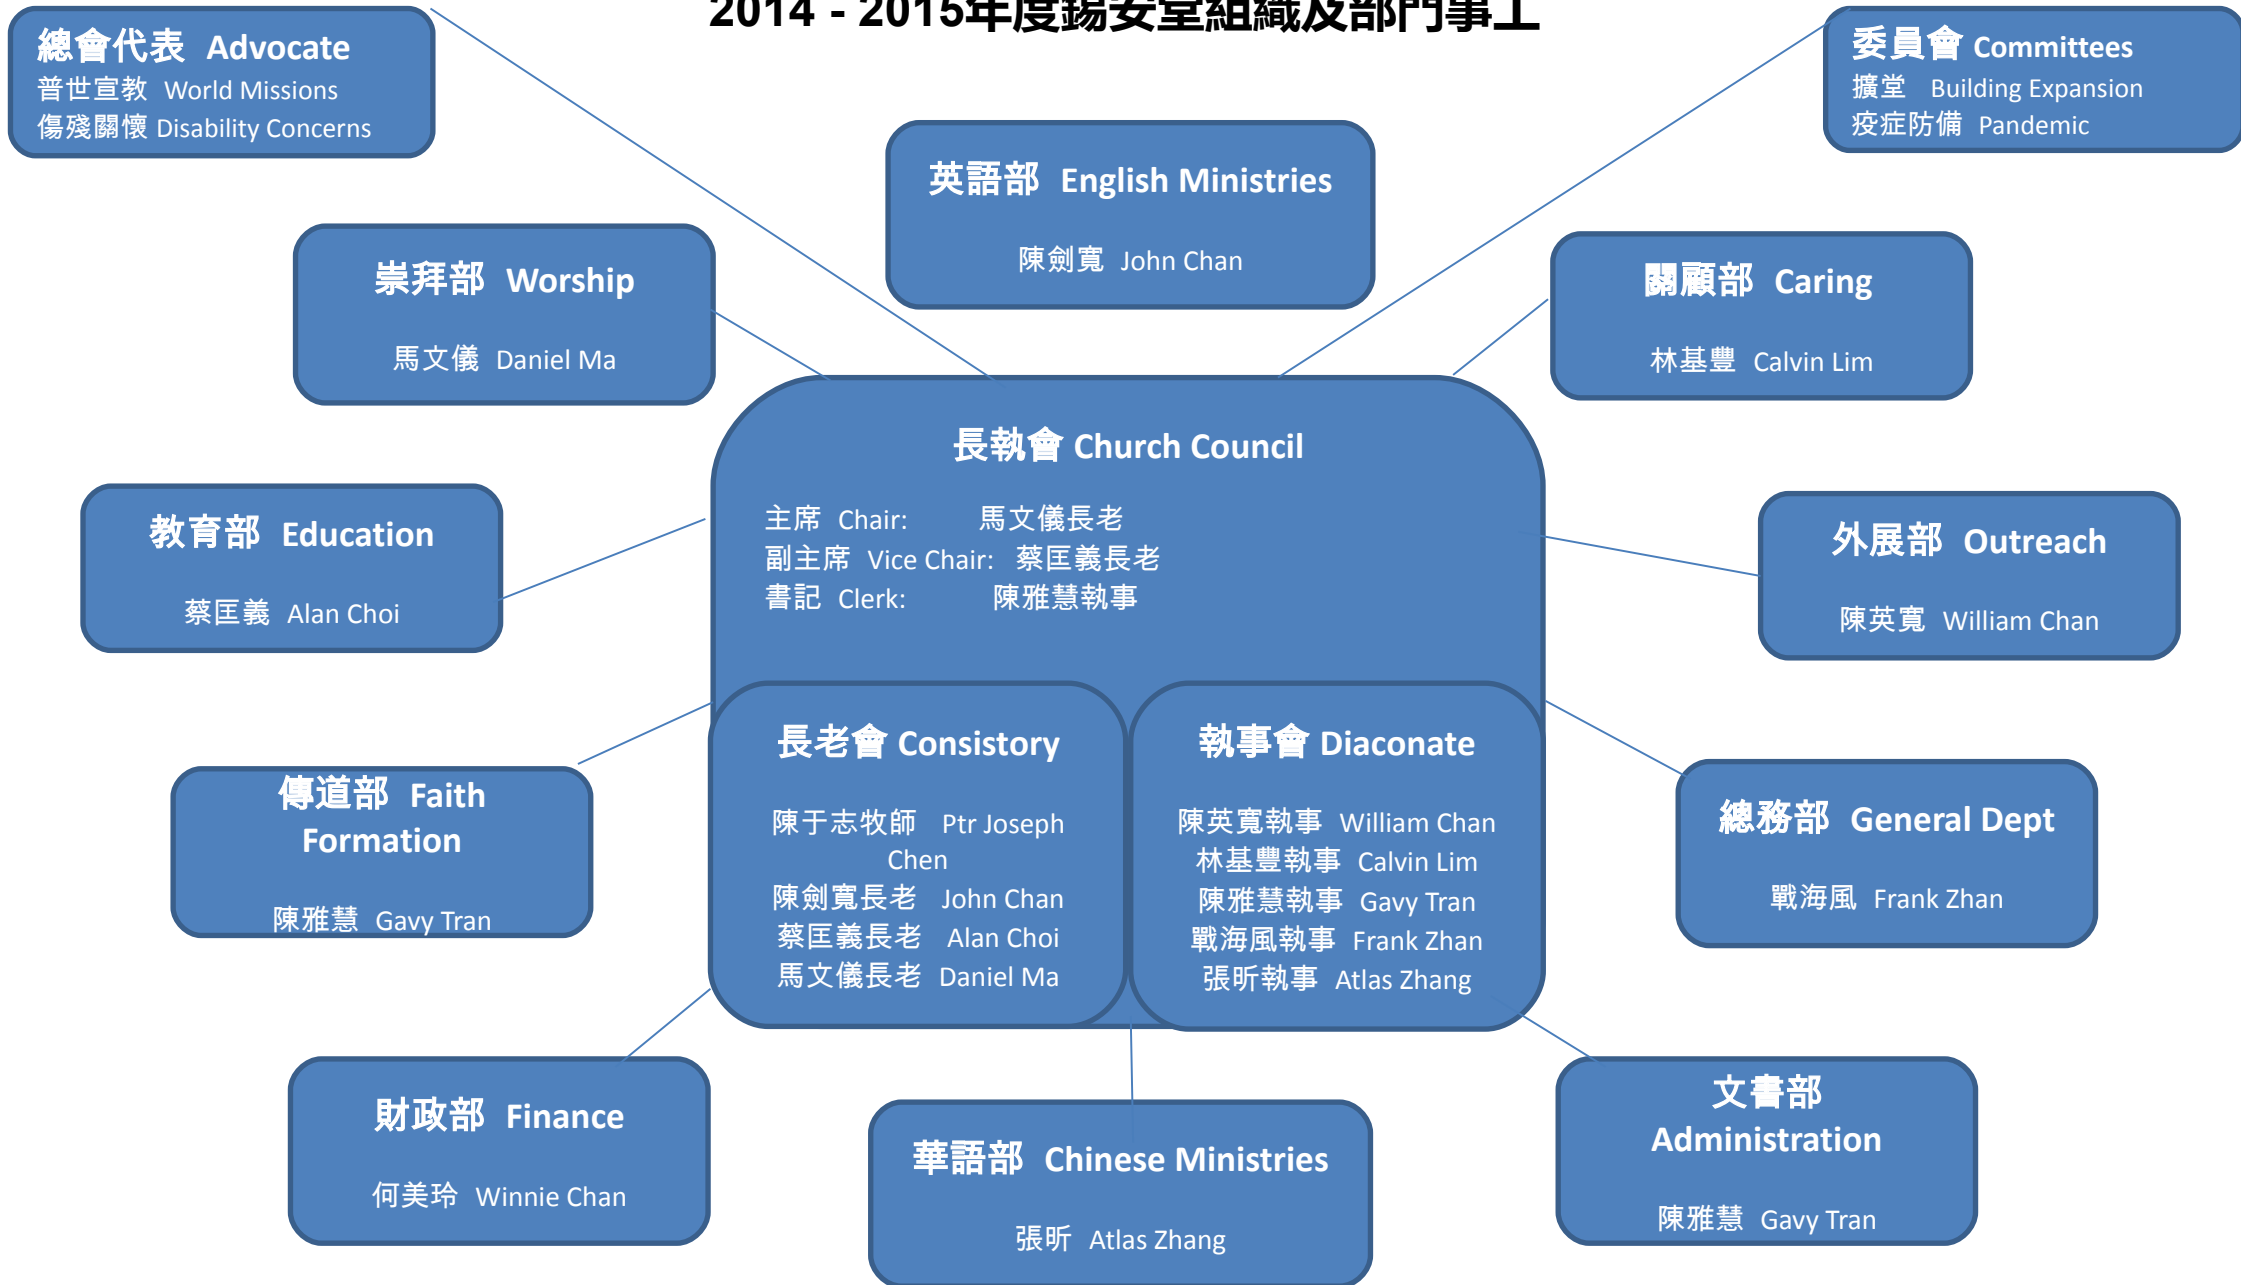 2014 - 2015年度錫安堂組織及部門事工
總會代表 Advocate
普世宣教 World Missions
傷殘關懷 Disability Concerns
委員會 Committees
擴堂 Building Expansion
疫症防備 Pandemic
英語部 English Ministries
陳劍寬 John Chan
崇拜部 Worship
馬文儀 Daniel Ma
關顧部 Caring
林基豐 Calvin Lim
長執會 Church Council
主席 Chair: 馬文儀長老
副主席 Vice Chair: 蔡匡義長老
書記 Clerk: 陳雅慧執事
教育部 Education
蔡匡義 Alan Choi
外展部 Outreach
陳英寬 William Chan
長老會 Consistory
陳于志牧師 Ptr Joseph
Chen
陳劍寬長老 John Chan
蔡匡義長老 Alan Choi
馬文儀長老 Daniel Ma
執事會 Diaconate
陳英寬執事 William Chan
林基豐執事 Calvin Lim
陳雅慧執事 Gavy Tran
戰海風執事 Frank Zhan
張昕執事 Atlas Zhang
傳道部 Faith
Formation
陳雅慧 Gavy Tran
總務部 General Dept
戰海風 Frank Zhan
財政部 Finance
何美玲 Winnie Chan
華語部 Chinese Ministries
張昕 Atlas Zhang
文書部
Administration
陳雅慧 Gavy Tran